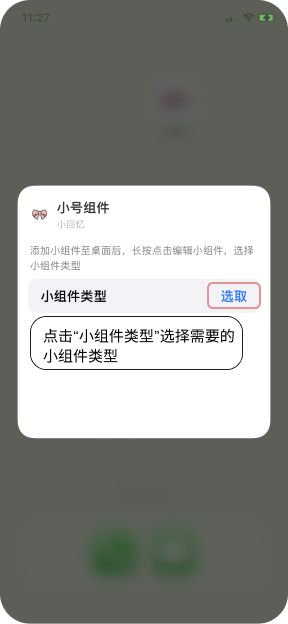 11:27
小号组件
小回忆
添加小组件至桌面后，长按点击编辑小组件，选择
小组件类型
小组件类型
选取
点击“小组件类型”选择需要的
小组件类型